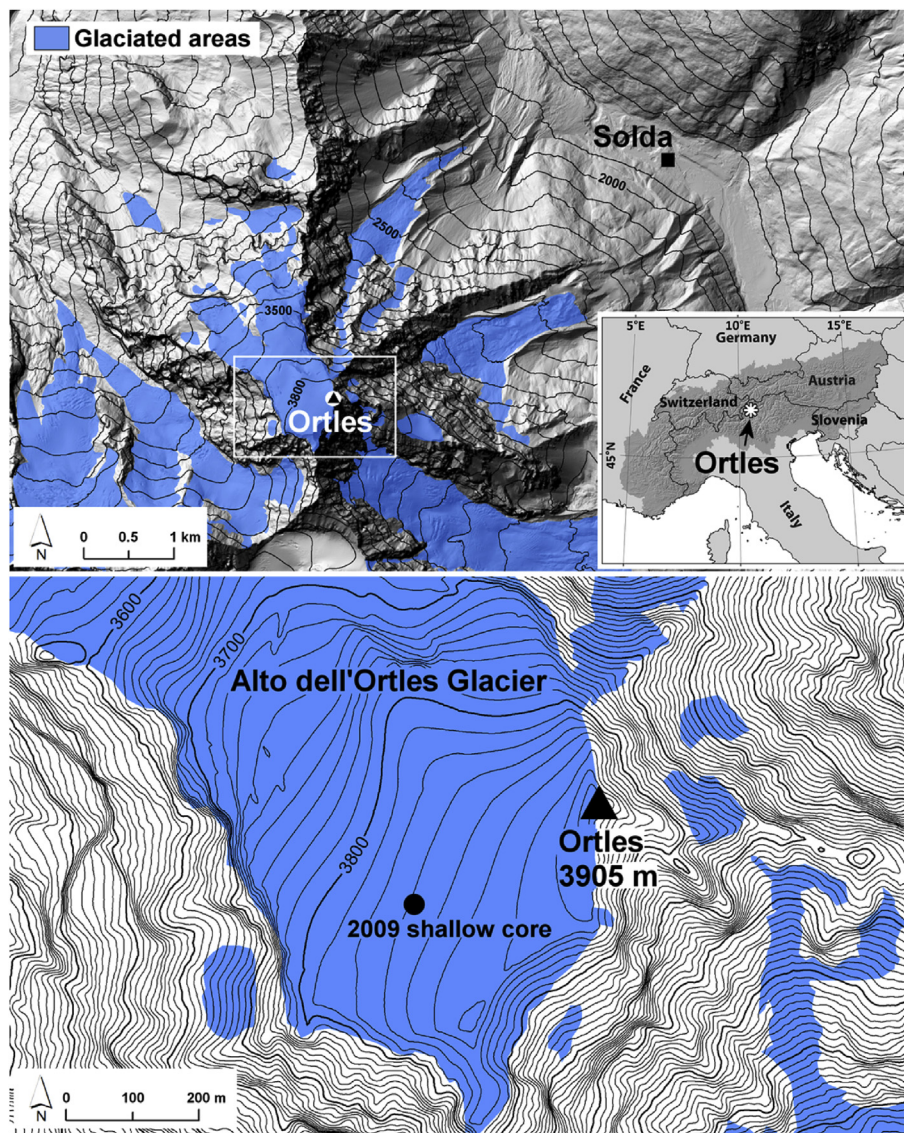 Glaciated areas
Solda
2000
2500
3500
3800
Ortles
N
0 0.5 1 km
5°E 10°E 15°E
Germany
France
Austria
Switzerland
Slovenia
45°N
Ortles
Italy
3600
3700
Alto dell'Ortles Glacier
3800
Ortles
3905 m
2009 shallow core
N
0 100 200 m